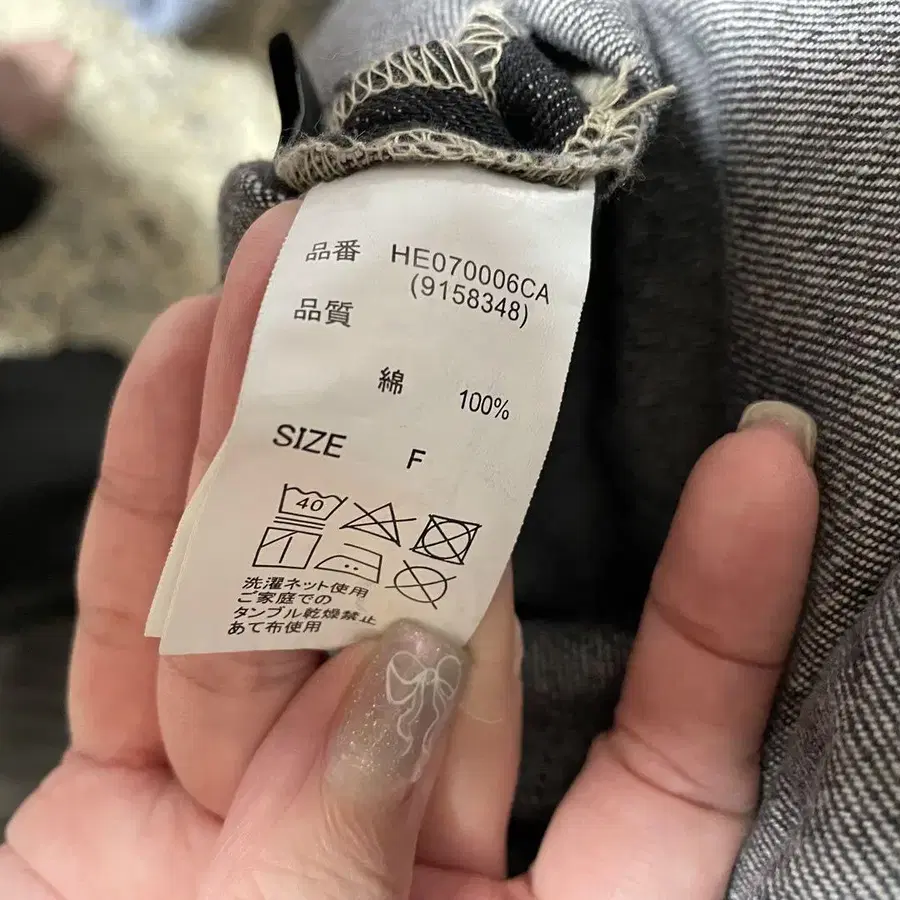 品番 HE070006CA
(9158348)
品質
綿 100%
SIZE F
40
洗濯ネット使用
ご家庭での
タンブル乾燥禁止
あて布使用